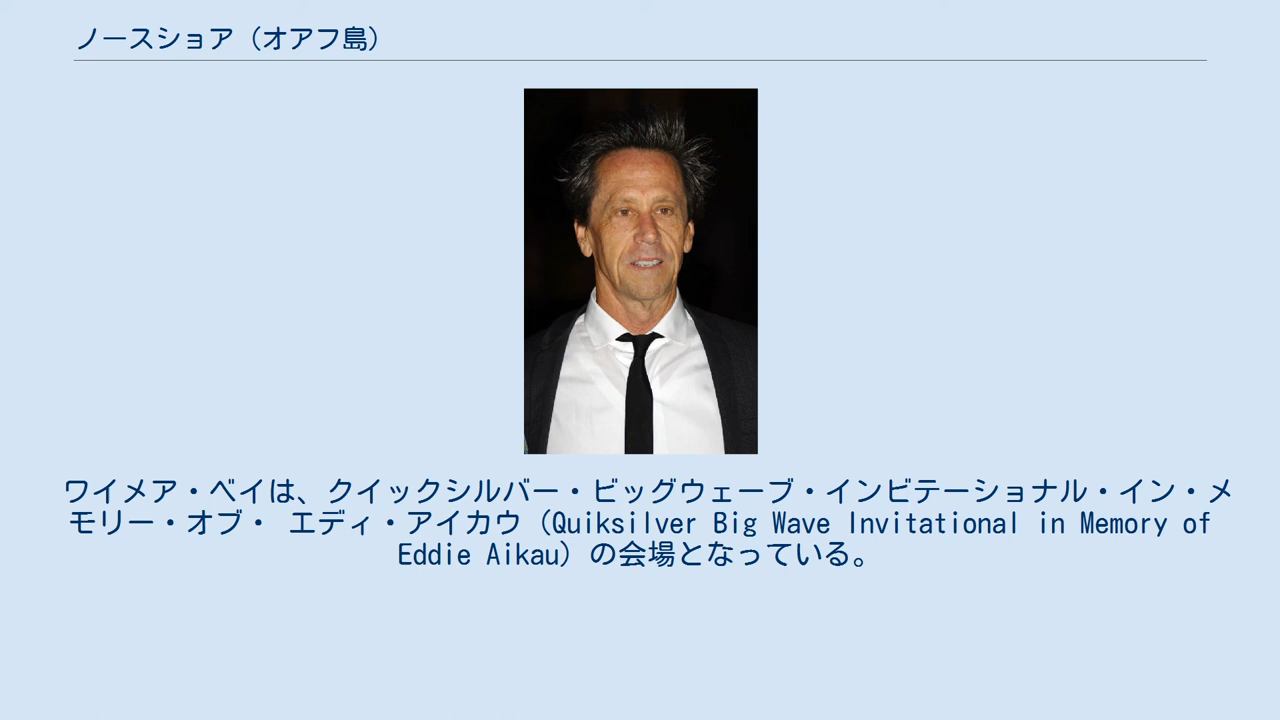 ノースショア（オアフ島）
ワイメア・ベイは、クイックシルバー・ビッグウェーブ・インビテーショナル・イン・メ
モリー・オブ・ エディ・アイカウ（Quiksilver Big Wave Invitational in Memory of
Eddie Aikau）の会場となっている。